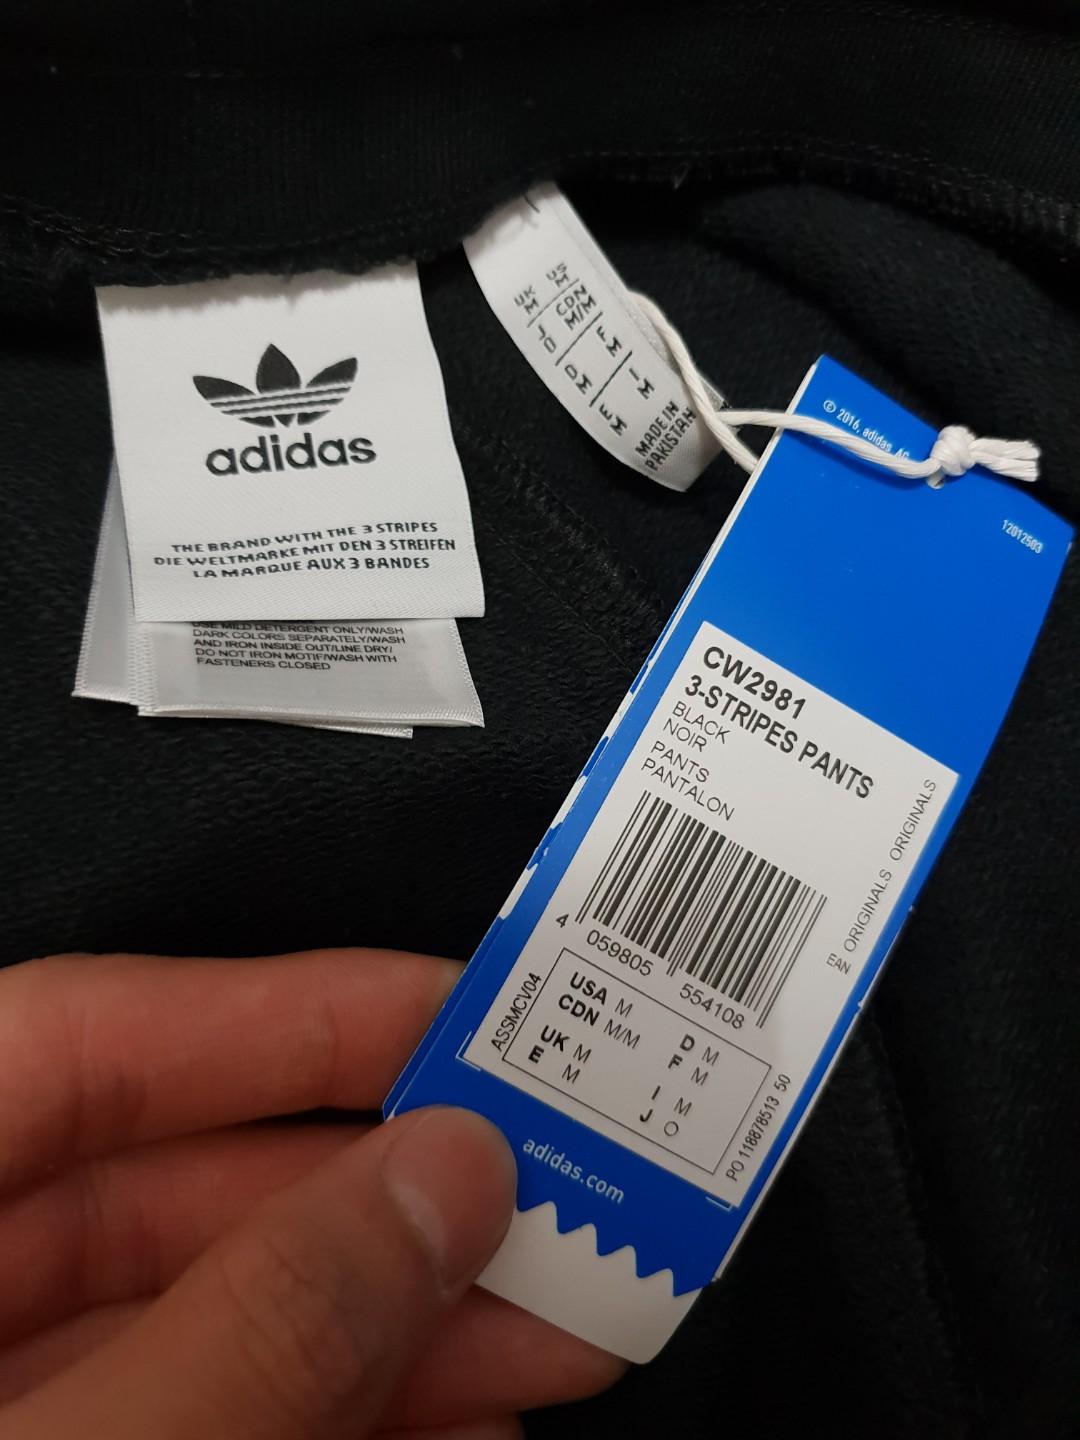 adidas
THE BRAND WITH THE 3 STRIPES
DIE WELTMARKE MIT DEN 3 STREIFEN
LA MARQUE AUX 3 BANDES
USE MILD DETERGENT ONLY/WASH
DARK COLORS SEPARATELY/WASH
AND IRON INSIDE OUT/LINE DRY/
DO NOT IRON MOTIF/WASH WITH
FASTENERS CLOSED
US M
UK M
CDN M/M
J O
F M
D M
I M
E M
MADE IN
PAKISTAN
© 2016, adidas AG
12012503
CW2981
3-STRIPES PANTS
BLACK
NOIR
PANTS
PANTALON
4 059805 554108
EAN 2 ORIGINALS ORIGINALS
ASSMCV04
USA M
CDN M/M
UK M
E M
D M
F M
I M
J O
PO 118878513 50
adidas.com